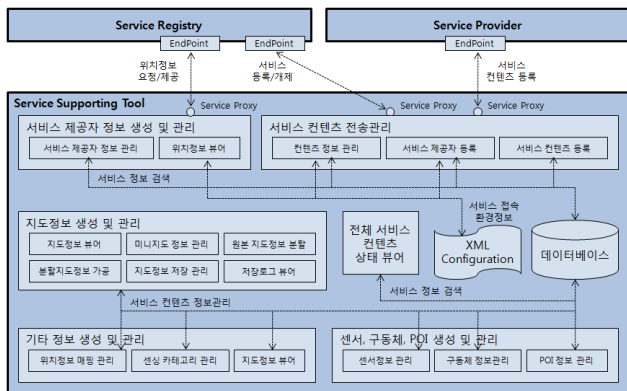 Service Registry
Service Provider
EndPoint
EndPoint
EndPoint
위치정보
요청/제공
서비스
등록/개제
서비스
컨텐츠 등록
Service Supporting Tool
Service Proxy
Service Proxy
Service Proxy
서비스 제공자 정보 생성 및 관리
서비스 제공자 정보 관리
위치정보 뷰어
서비스 컨텐츠 전송관리
컨텐츠 정보 관리
서비스 제공자 등록
서비스 컨텐츠 등록
서비스 정보 검색
서비스 접속
환경정보
지도정보 생성 및 관리
지도정보 뷰어
미니지도 정보 관리
원본 지도정보 분할
분할지도정보 가공
지도정보 저장 관리
저장로그 뷰어
전체 서비스
컨텐츠
상태 뷰어
XML
Configuration
데이터베이스
서비스 정보 검색
서비스 컨텐츠 정보관리
기타 정보 생성 및 관리
위치정보 매핑 관리
센싱 카테고리 관리
지도정보 뷰어
센서, 구동체, POI 생성 및 관리
센서정보 관리
구동체 정보관리
POI 정보 관리